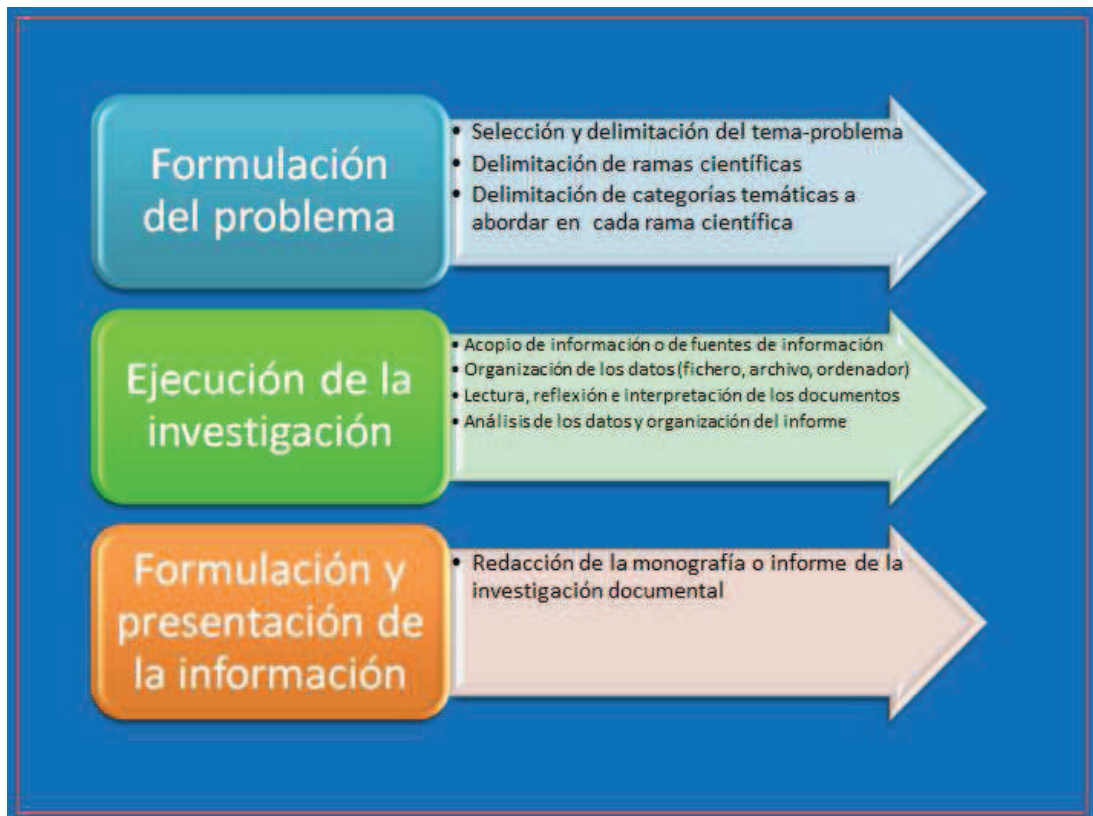 Formulación
del problema
• Selección y delimitación del tema-problema
• Delimitación de ramas científicas
• Delimitación de categorías temáticas a
abordar en cada rama científica
Ejecución de la
investigación
• Acopio de información o de fuentes de información
• Organización de los datos (fichero, archivo, ordenador)
• Lectura, reflexión e interpretación de los documentos
• Análisis de los datos y organización del informe
Formulación y
presentación de
la información
• Redacción de la monografía o informe de la
investigación documental